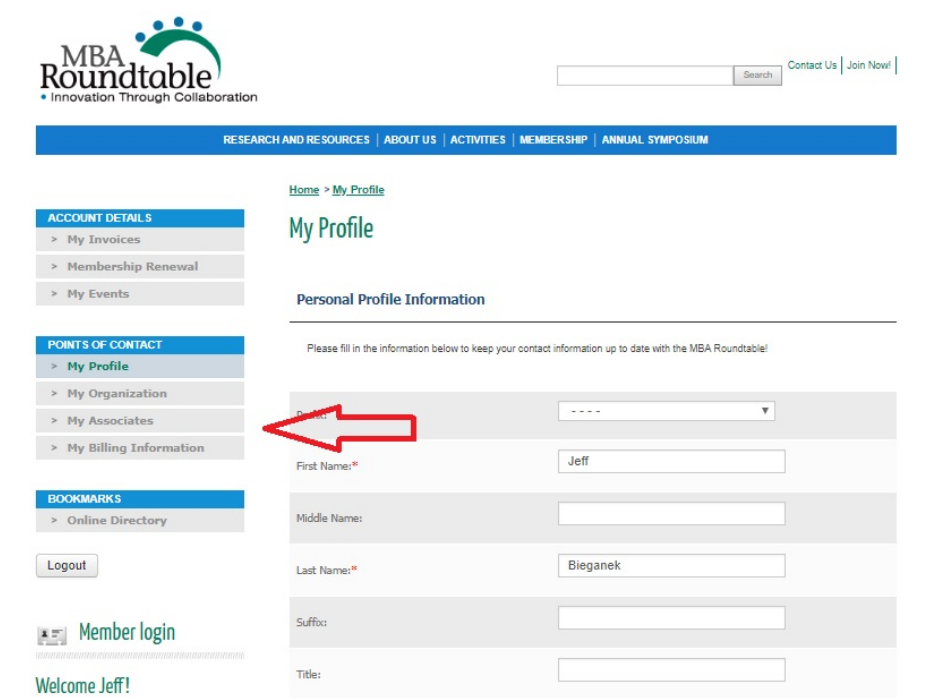 MBA
Roundtable
• Innovation Through Collaboration
Search
Contact Us | Join Now! |
RESEARCH AND RESOURCES | ABOUT US | ACTIVITIES | MEMBERSHIP | ANNUAL SYMPOSIUM
Home > My Profile
My Profile
ACCOUNT DETAILS
> My Invoices
> Membership Renewal
> My Events
POINTS OF CONTACT
> My Profile
> My Organization
> My Associates
> My Billing Information
BOOKMARKS
> Online Directory
Logout
Member login
Welcome Jeff!
Personal Profile Information
Please fill in the information below to keep your contact information up to date with the MBA Roundtable!
Prefix:
- - - -
First Name:*
Jeff
Middle Name:
Last Name:*
Bieganek
Suffix:
Title: